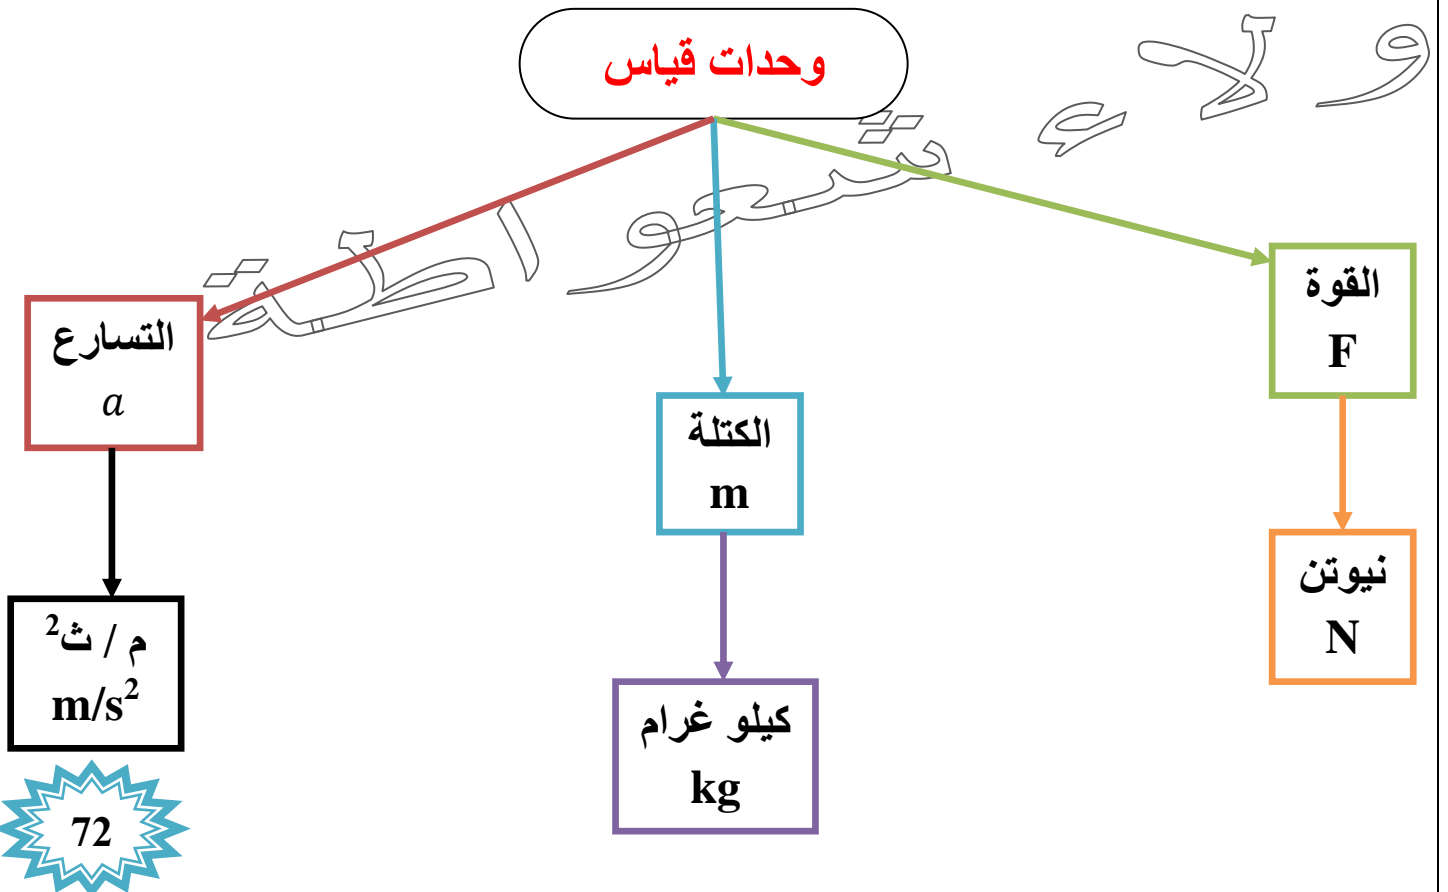 وحدات قياس
ولاء شعواطة
القوة
F
نيوتن
N
الكتلة
m
كيلو غرام
kg
التسارع
a
م / ث²
m/s²
72